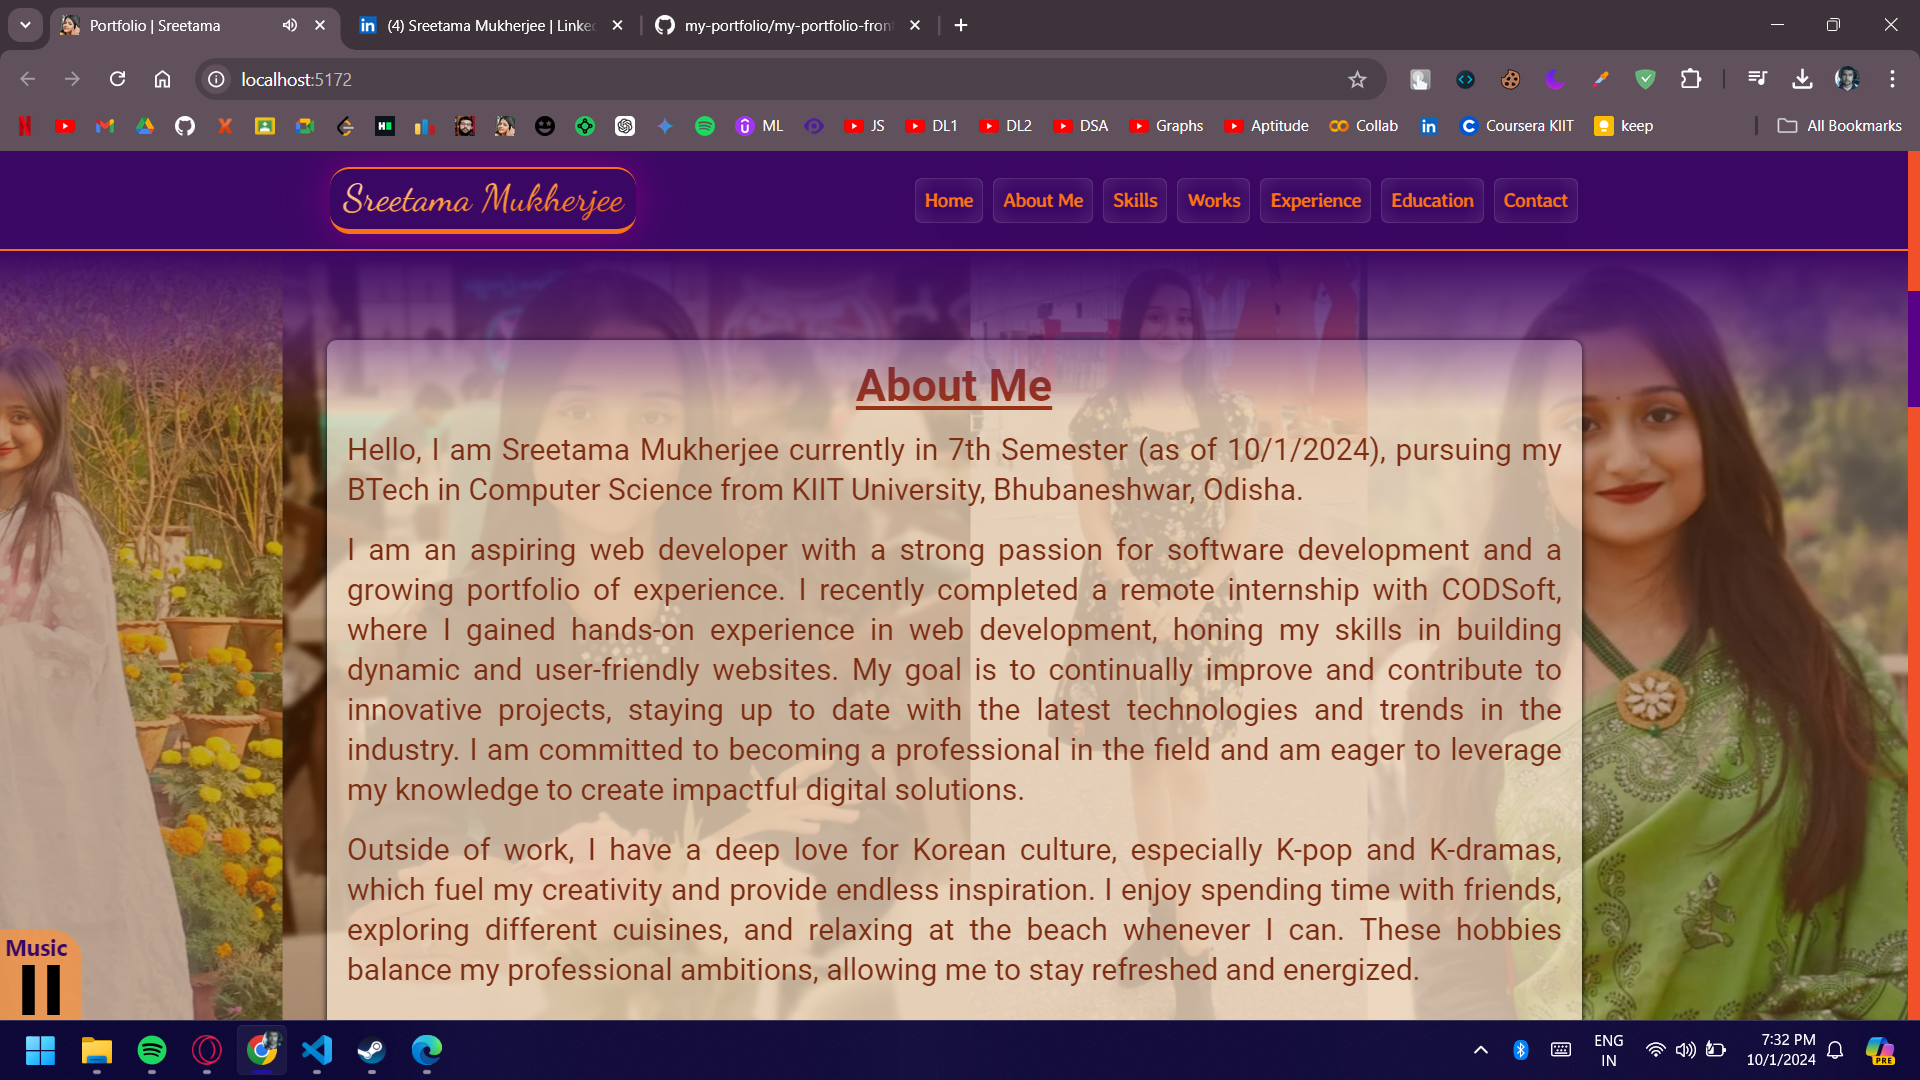 Portfolio | Sreetama
(4) Sreetama Mukherjee | Linke
my-portfolio/my-portfolio-fron
localhost:5172
ML
JS
DL1
DL2
DSA
Graphs
Aptitude
Collab
Coursera KIIT
keep
All Bookmarks
Sreetama Mukherjee
Home
About Me
Skills
Works
Experience
Education
Contact
About Me
Hello, I am Sreetama Mukherjee currently in 7th Semester (as of 10/1/2024), pursuing my
BTech in Computer Science from KIIT University, Bhubaneshwar, Odisha.
I am an aspiring web developer with a strong passion for software development and a
growing portfolio of experience. I recently completed a remote internship with CODSoft,
where I gained hands-on experience in web development, honing my skills in building
dynamic and user-friendly websites. My goal is to continually improve and contribute to
innovative projects, staying up to date with the latest technologies and trends in the
industry. I am committed to becoming a professional in the field and am eager to leverage
my knowledge to create impactful digital solutions.
Outside of work, I have a deep love for Korean culture, especially K-pop and K-dramas,
which fuel my creativity and provide endless inspiration. I enjoy spending time with friends,
exploring different cuisines, and relaxing at the beach whenever I can. These hobbies
balance my professional ambitions, allowing me to stay refreshed and energized.
Music
ENG
IN
7:32 PM
10/1/2024
PRE